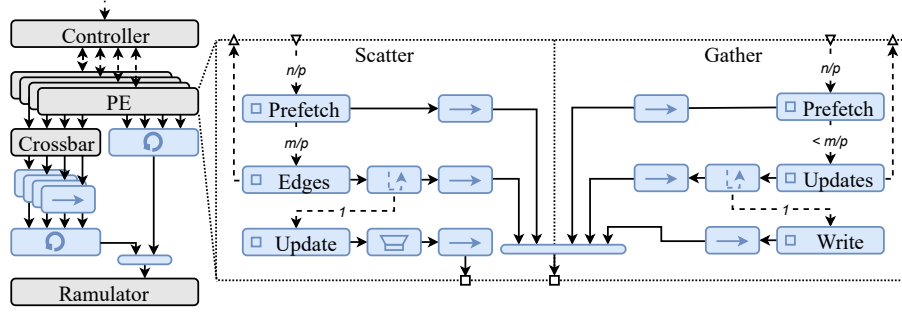 Controller
PE
Crossbar
Ramulator
Scatter
n/p
Prefetch
m/p
Edges
1
Update
Gather
n/p
Prefetch
< m/p
Updates
1
Write